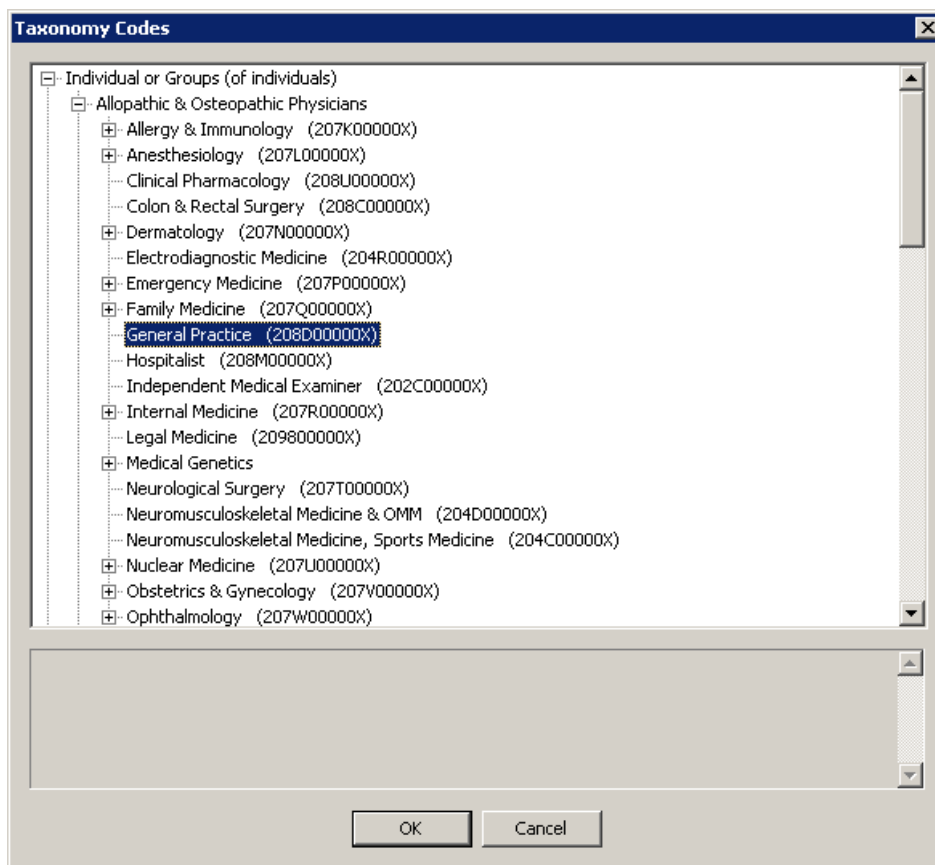 Taxonomy Codes
Individual or Groups (of individuals)
Allopathic & Osteopathic Physicians
Allergy & Immunology (207K00000X)
Anesthesiology (207L00000X)
Clinical Pharmacology (208U00000X)
Colon & Rectal Surgery (208C00000X)
Dermatology (207N00000X)
Electrodiagnostic Medicine (204R00000X)
Emergency Medicine (207P00000X)
Family Medicine (207Q00000X)
General Practice (208D00000X)
Hospitalist (208M00000X)
Independent Medical Examiner (202C00000X)
Internal Medicine (207R00000X)
Legal Medicine (209800000X)
Medical Genetics
Neurological Surgery (207T00000X)
Neuromusculoskeletal Medicine & OMM (204D00000X)
Neuromusculoskeletal Medicine, Sports Medicine (204C00000X)
Nuclear Medicine (207U00000X)
Obstetrics & Gynecology (207V00000X)
Ophthalmology (207W00000X)
OK Cancel